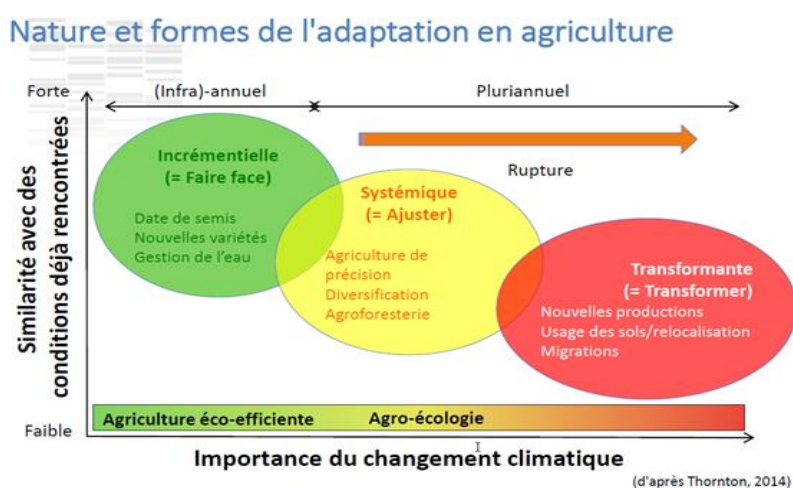 Nature et formes de l'adaptation en agriculture
Forte
(Infra)-annuel
Pluriannuel
Rupture
Similarité avec des
conditions déjà rencontrées
Incrémentielle
(= Faire face)
Date de semis
Nouvelles variétés
Gestion de l'eau
Systémique
(= Ajuster)
Agriculture de
précision
Diversification
Agroforesterie
Transformante
(= Transformer)
Nouvelles productions
Usage des sols/relocalisation
Migrations
Agriculture éco-efficiente
Agro-écologie
Faible
Importance du changement climatique
(d'après Thornton, 2014)